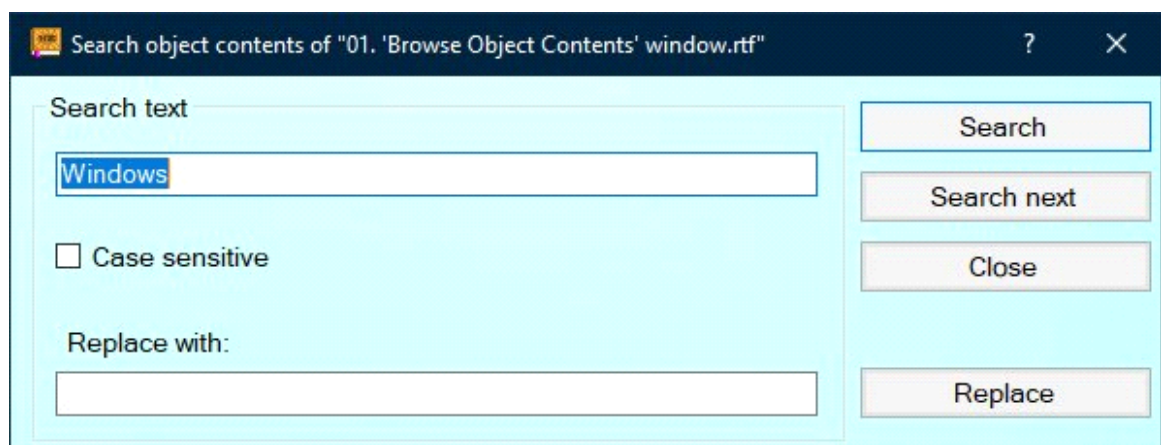 Search object contents of "01. 'Browse Object Contents' window.rtf"
?
Search text
Search
Windows
Search next
Case sensitive
Close
Replace with:
Replace